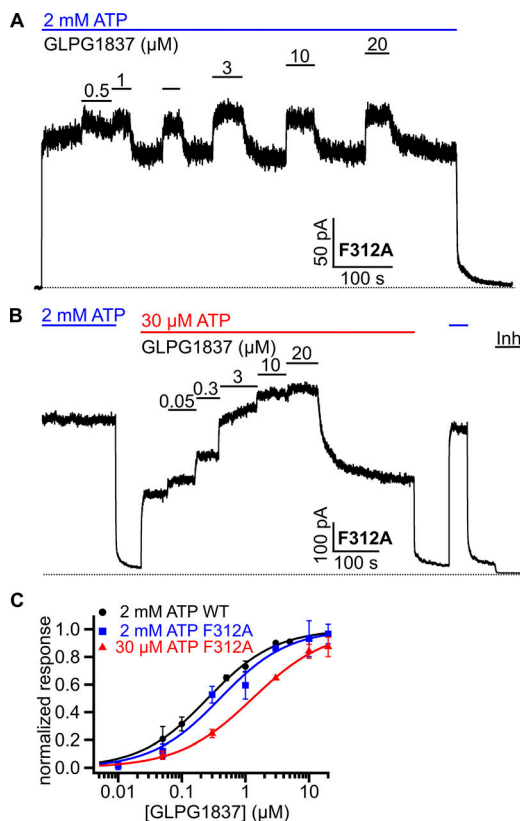 A
2 mM ATP
GLPG1837 (µM)
0.5
1
3
10
20
50 pA
F312A
100 s
B
2 mM ATP
30 µM ATP
GLPG1837 (µM)
Inh
0.05
0.3
3
10
20
100 pA
F312A
100 s
C
2 mM ATP WT
2 mM ATP F312A
30 µM ATP F312A
normalized response
1.0
0.8
0.6
0.4
0.2
0.0
0.01
0.1
1
10
[GLPG1837] (µM)